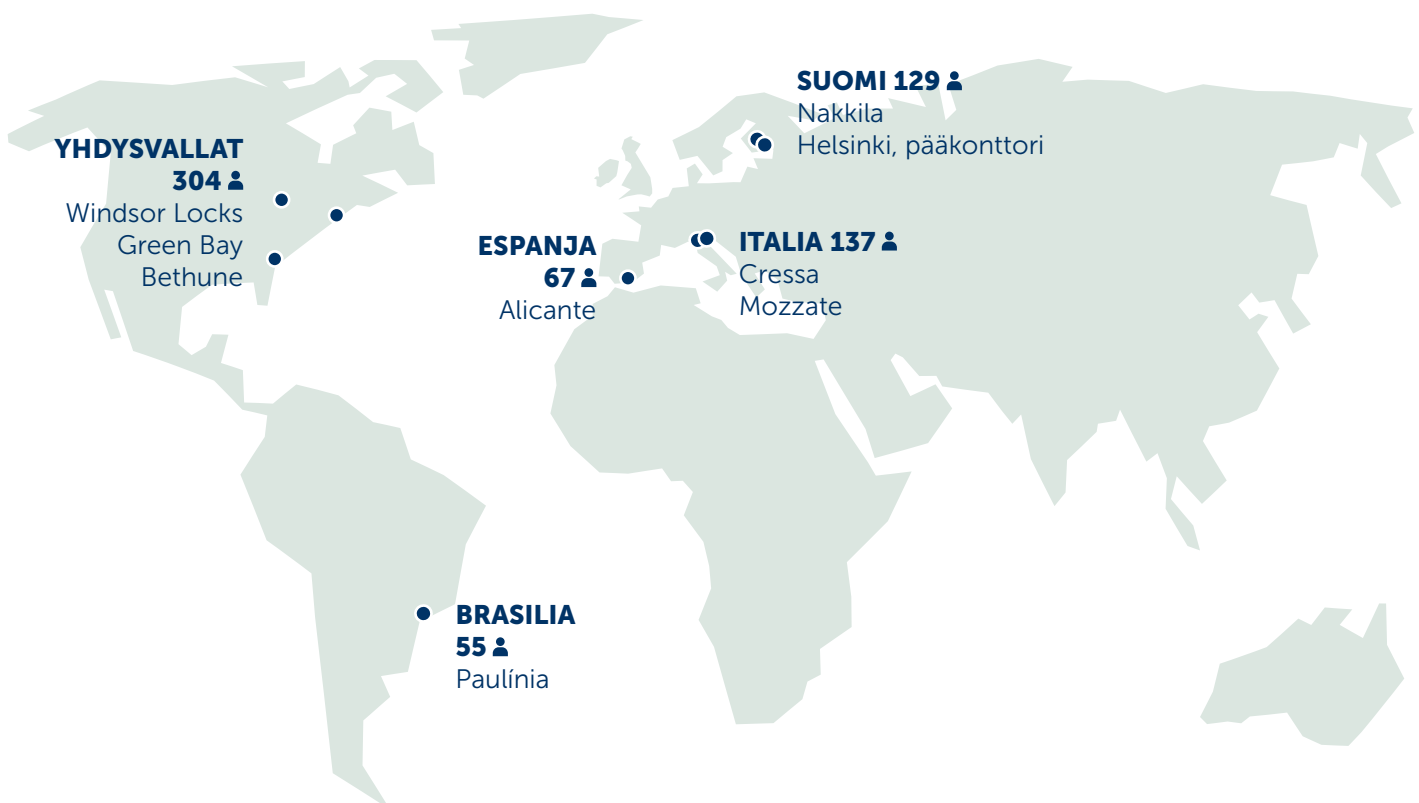 YHDYSVALLAT
304
Windsor Locks
Green Bay
Bethune
SUOMI 129
Nakkila
Helsinki, pääkonttori
ESPANJA
67
Alicante
ITALIA 137
Cressa
Mozzate
BRASILIA
55
Paulínia